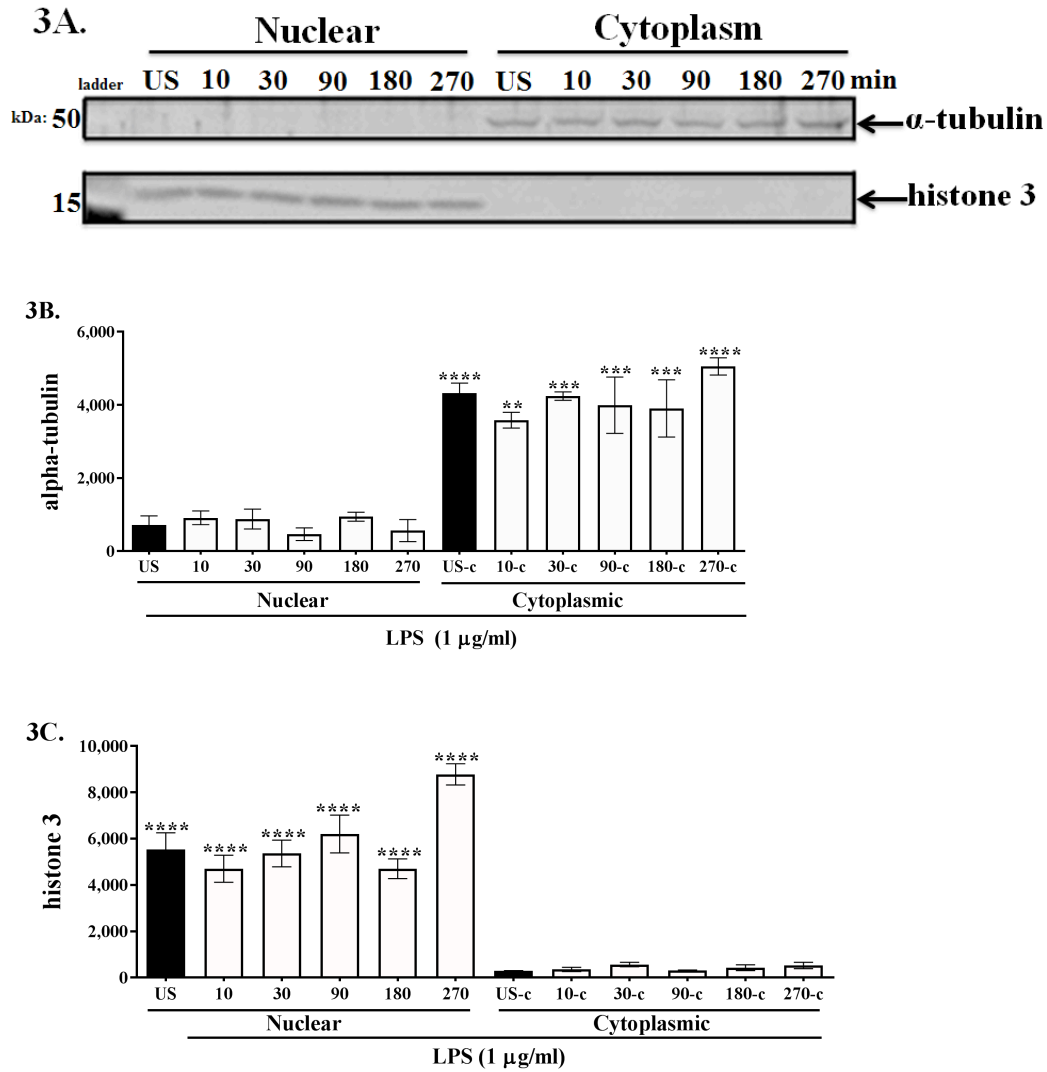 3A.
Nuclear Cytoplasm
ladder US 10 30 90 180 270 US 10 30 90 180 270 min
kDa: 50 α-tubulin
15 histone 3
3B.
6,000
4,000
2,000
0
alpha-tubulin
**** ** *** *** *** ****
US 10 30 90 180 270 US-c 10-c 30-c 90-c 180-c 270-c
Nuclear Cytoplasmic
LPS (1 μg/ml)
3C.
10,000
8,000
6,000
4,000
2,000
0
histone 3
**** **** **** **** **** ****
US 10 30 90 180 270 US-c 10-c 30-c 90-c 180-c 270-c
Nuclear Cytoplasmic
LPS (1 μg/ml)